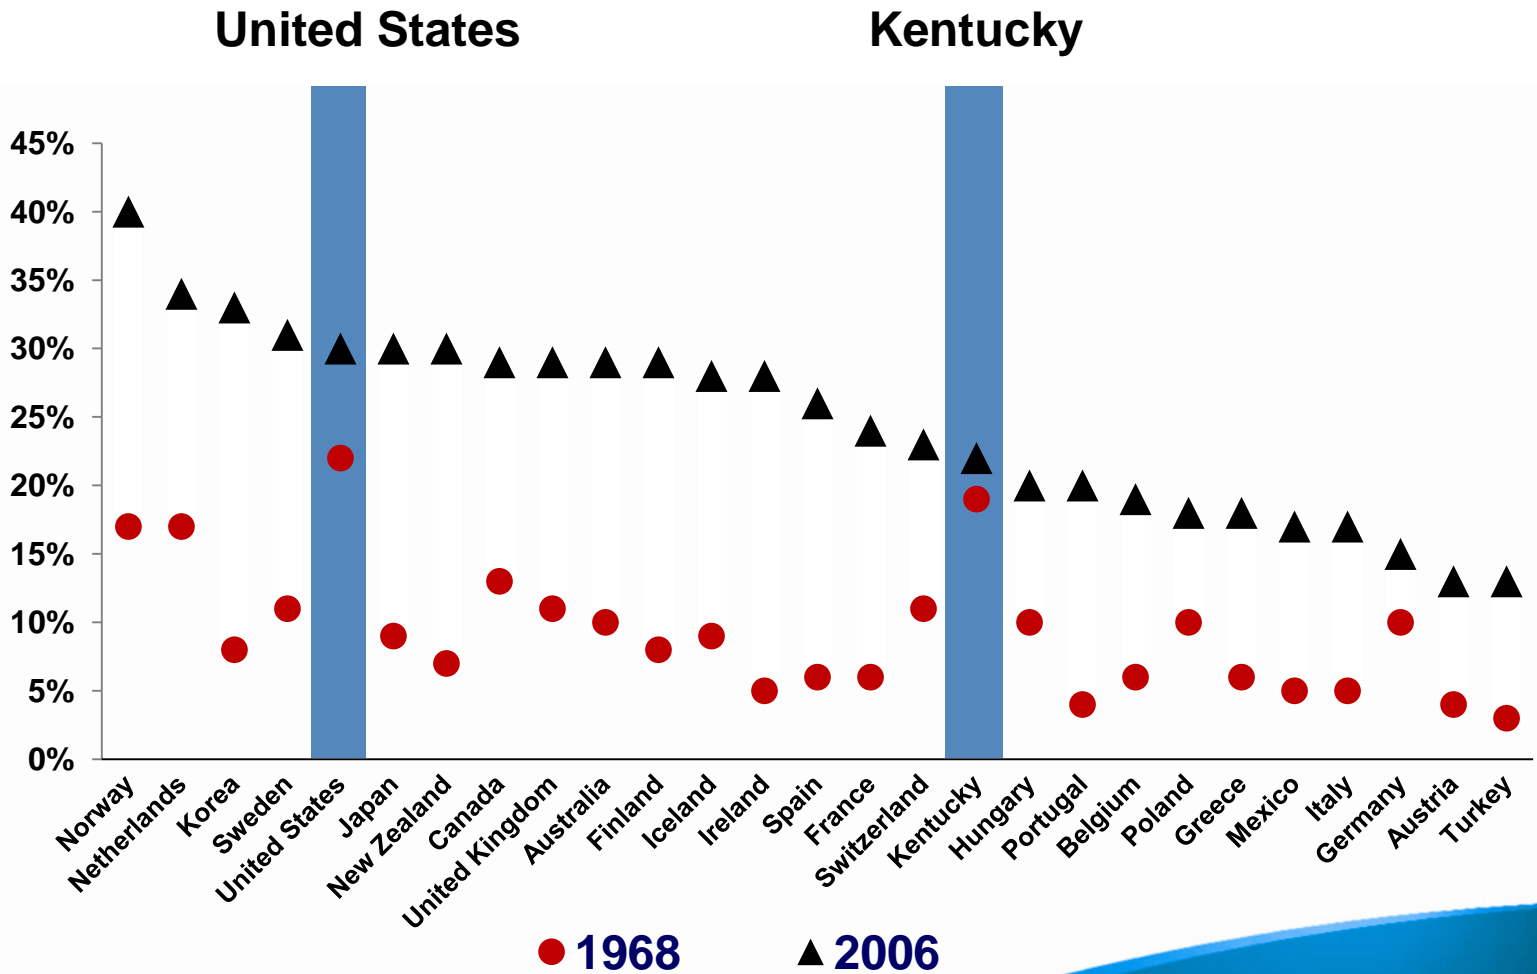 United States
Kentucky
45%
40%
35%
30%
25%
20%
15%
10%
5%
0%
Norway
Netherlands
Korea
Sweden
United States
Japan
New Zealand
Canada
United Kingdom
Australia
Finland
Iceland
Ireland
Spain
France
Switzerland
Kentucky
Hungary
Portugal
Belgium
Poland
Greece
Mexico
Italy
Germany
Austria
Turkey
1968
2006